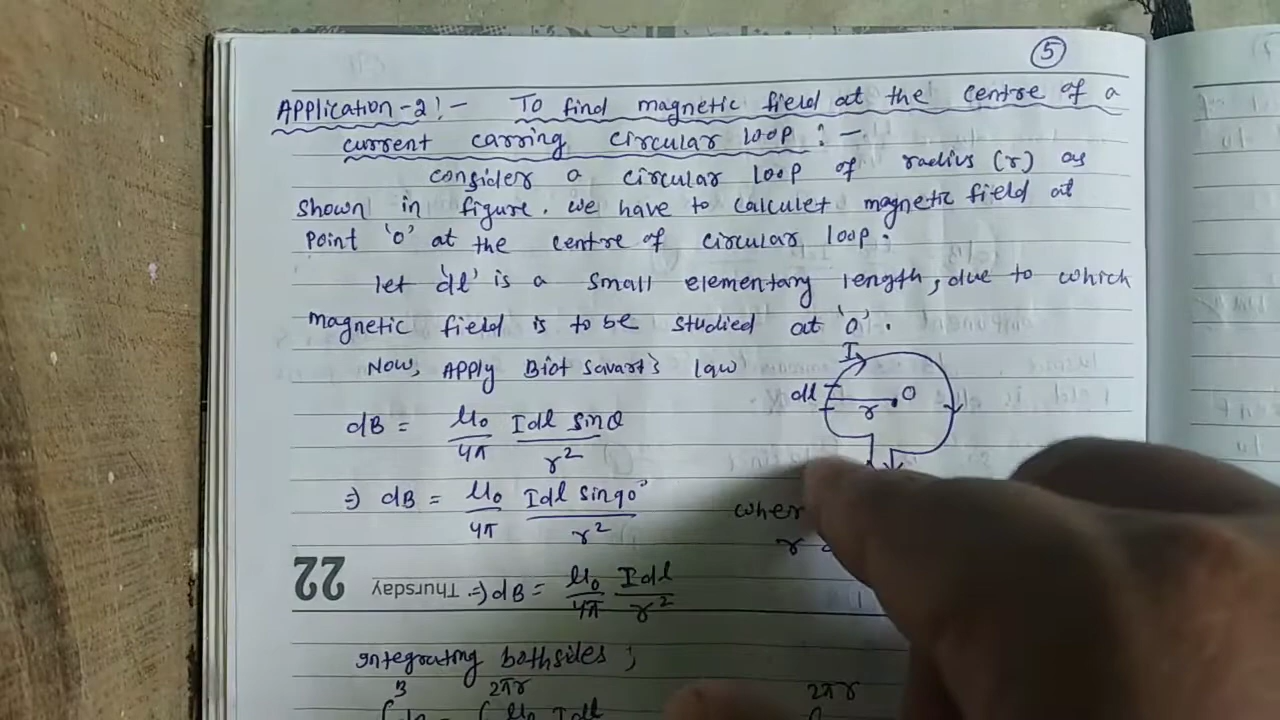 5
Application-2!- To find magnetic field at the centre of a
current carring circular loop :-
consider a circular loop of radius (r) as
shown in figure. we have to calculet magnetic field at
Point 'o' at the centre of circular loop.
let 'dl' is a small elementary length, due to which
magnetic field is to be studied at 'o'.
Now, Apply Biot Savart's law
I
dl
r
O
dB = μ₀/4π Idl sinθ/r²
⇒ dB = μ₀/4π Idl sin90°/r²
wher
r
22 Thursday
⇒ dB = μ₀/4π Idl/r²
Integrating bothsides ;
B 2πr 2πr